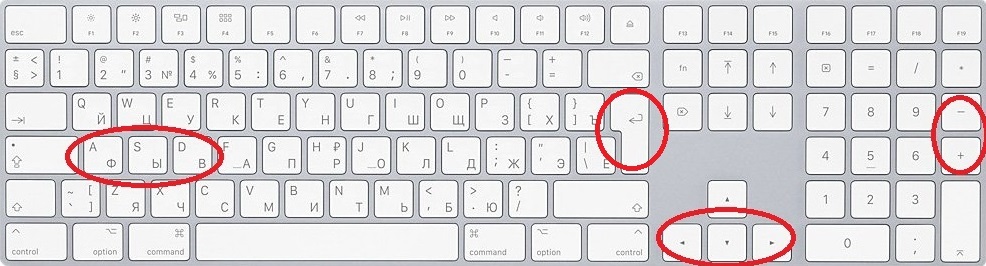 esc F1 F2 F3 F4 F5 F6 F7 F8 F9 F10 F11 F12 F13 F14 F15 F16 F17 F18 F19
± < § > ! 1 @ 2 " # 3 № $ 4 % % 5 : ^ 6 , & 7 . * 8 ; ( 9 ) 0 _ - - + = = fn = / *
Q Й W Ц E У R К T Е Y Н U Г I Ш O Щ P З { [ Х } ] Ъ 7 8 9 −
A Ф S Ы D В F _А G П H ₽ Р J _О K Л L Д : ; Ж " ' Э | \ Ё 4 5 6 +
~ [ ` ] Z Я X Ч C С V М B И N Т M Ь < , Б > . Ю ? / 1 2 3
control option command command option control 0 ; .